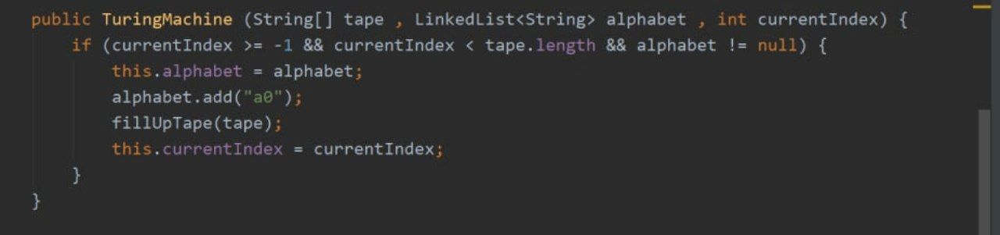 public TuringMachine (String[] tape , LinkedList<String> alphabet , int currentIndex) {
if (currentIndex >= -1 && currentIndex < tape.length && alphabet != null) {
this.alphabet = alphabet;
alphabet.add("a0");
fillUpTape(tape);
this.currentIndex = currentIndex;
}
}